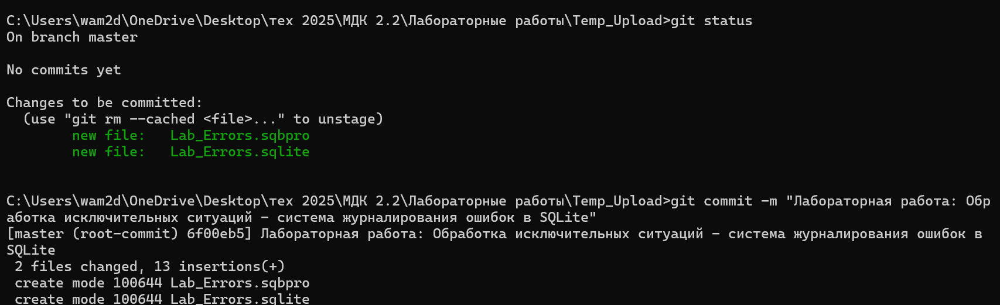 C:\Users\wam2d\OneDrive\Desktop\тех 2025\МДК 2.2\Лабораторные работы\Temp_Upload>git status
On branch master
No commits yet
Changes to be committed:
  (use "git rm --cached <file>..." to unstage)
        new file:   Lab_Errors.sqbpro
        new file:   Lab_Errors.sqlite
C:\Users\wam2d\OneDrive\Desktop\тех 2025\МДК 2.2\Лабораторные работы\Temp_Upload>git commit -m "Лабораторная работа: Обр
аботка исключительных ситуаций - система журналирования ошибок в SQLite"
[master (root-commit) 6f00eb5] Лабораторная работа: Обработка исключительных ситуаций - система журналирования ошибок в
SQLite
 2 files changed, 13 insertions(+)
 create mode 100644 Lab_Errors.sqbpro
 create mode 100644 Lab_Errors.sqlite